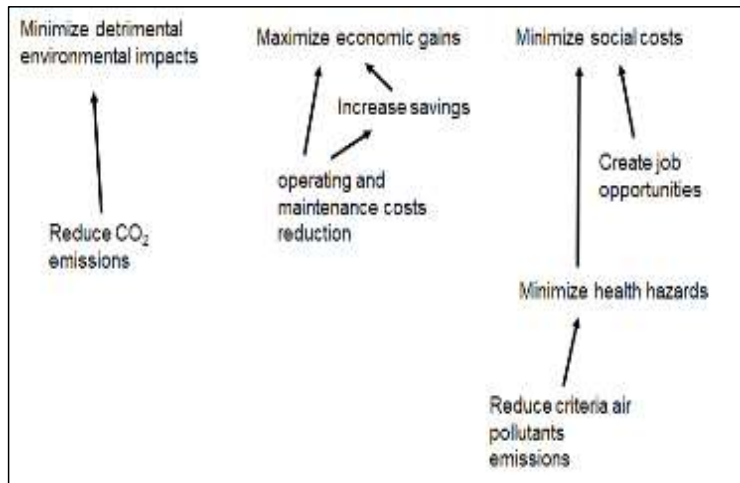 Minimize detrimental
environmental impacts
Maximize economic gains
Minimize social costs
Increase savings
operating and
maintenance costs
reduction
Create job
opportunities
Reduce CO₂
emissions
Minimize health hazards
Reduce criteria air
pollutants
emissions